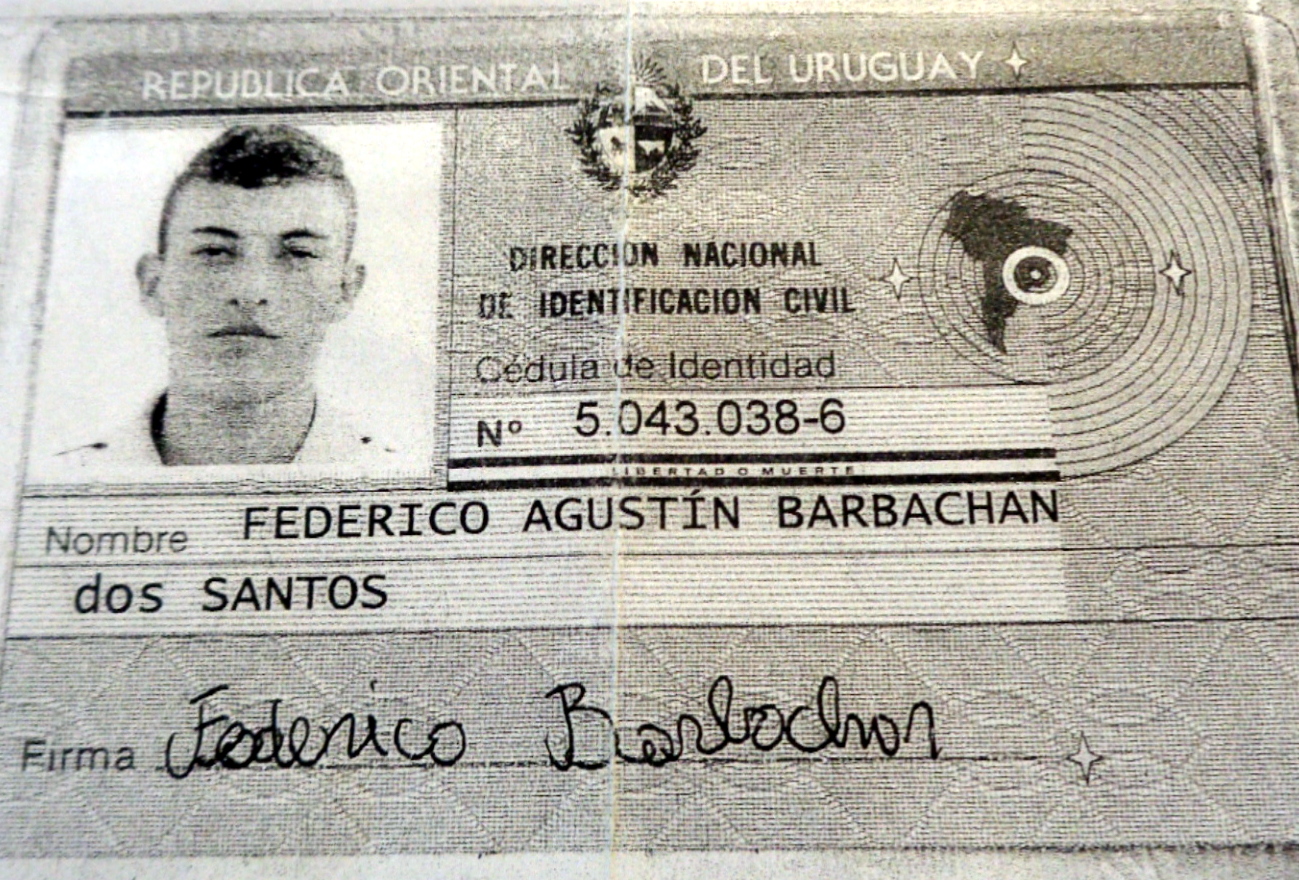 REPUBLICA ORIENTAL DEL URUGUAY
DIRECCION NACIONAL
DE IDENTIFICACION CIVIL
Cédula de Identidad
Nº 5.043.038-6
LIBERTAD O MUERTE
Nombre FEDERICO AGUSTÍN BARBACHAN
dos SANTOS
Firma Federico Barbachan